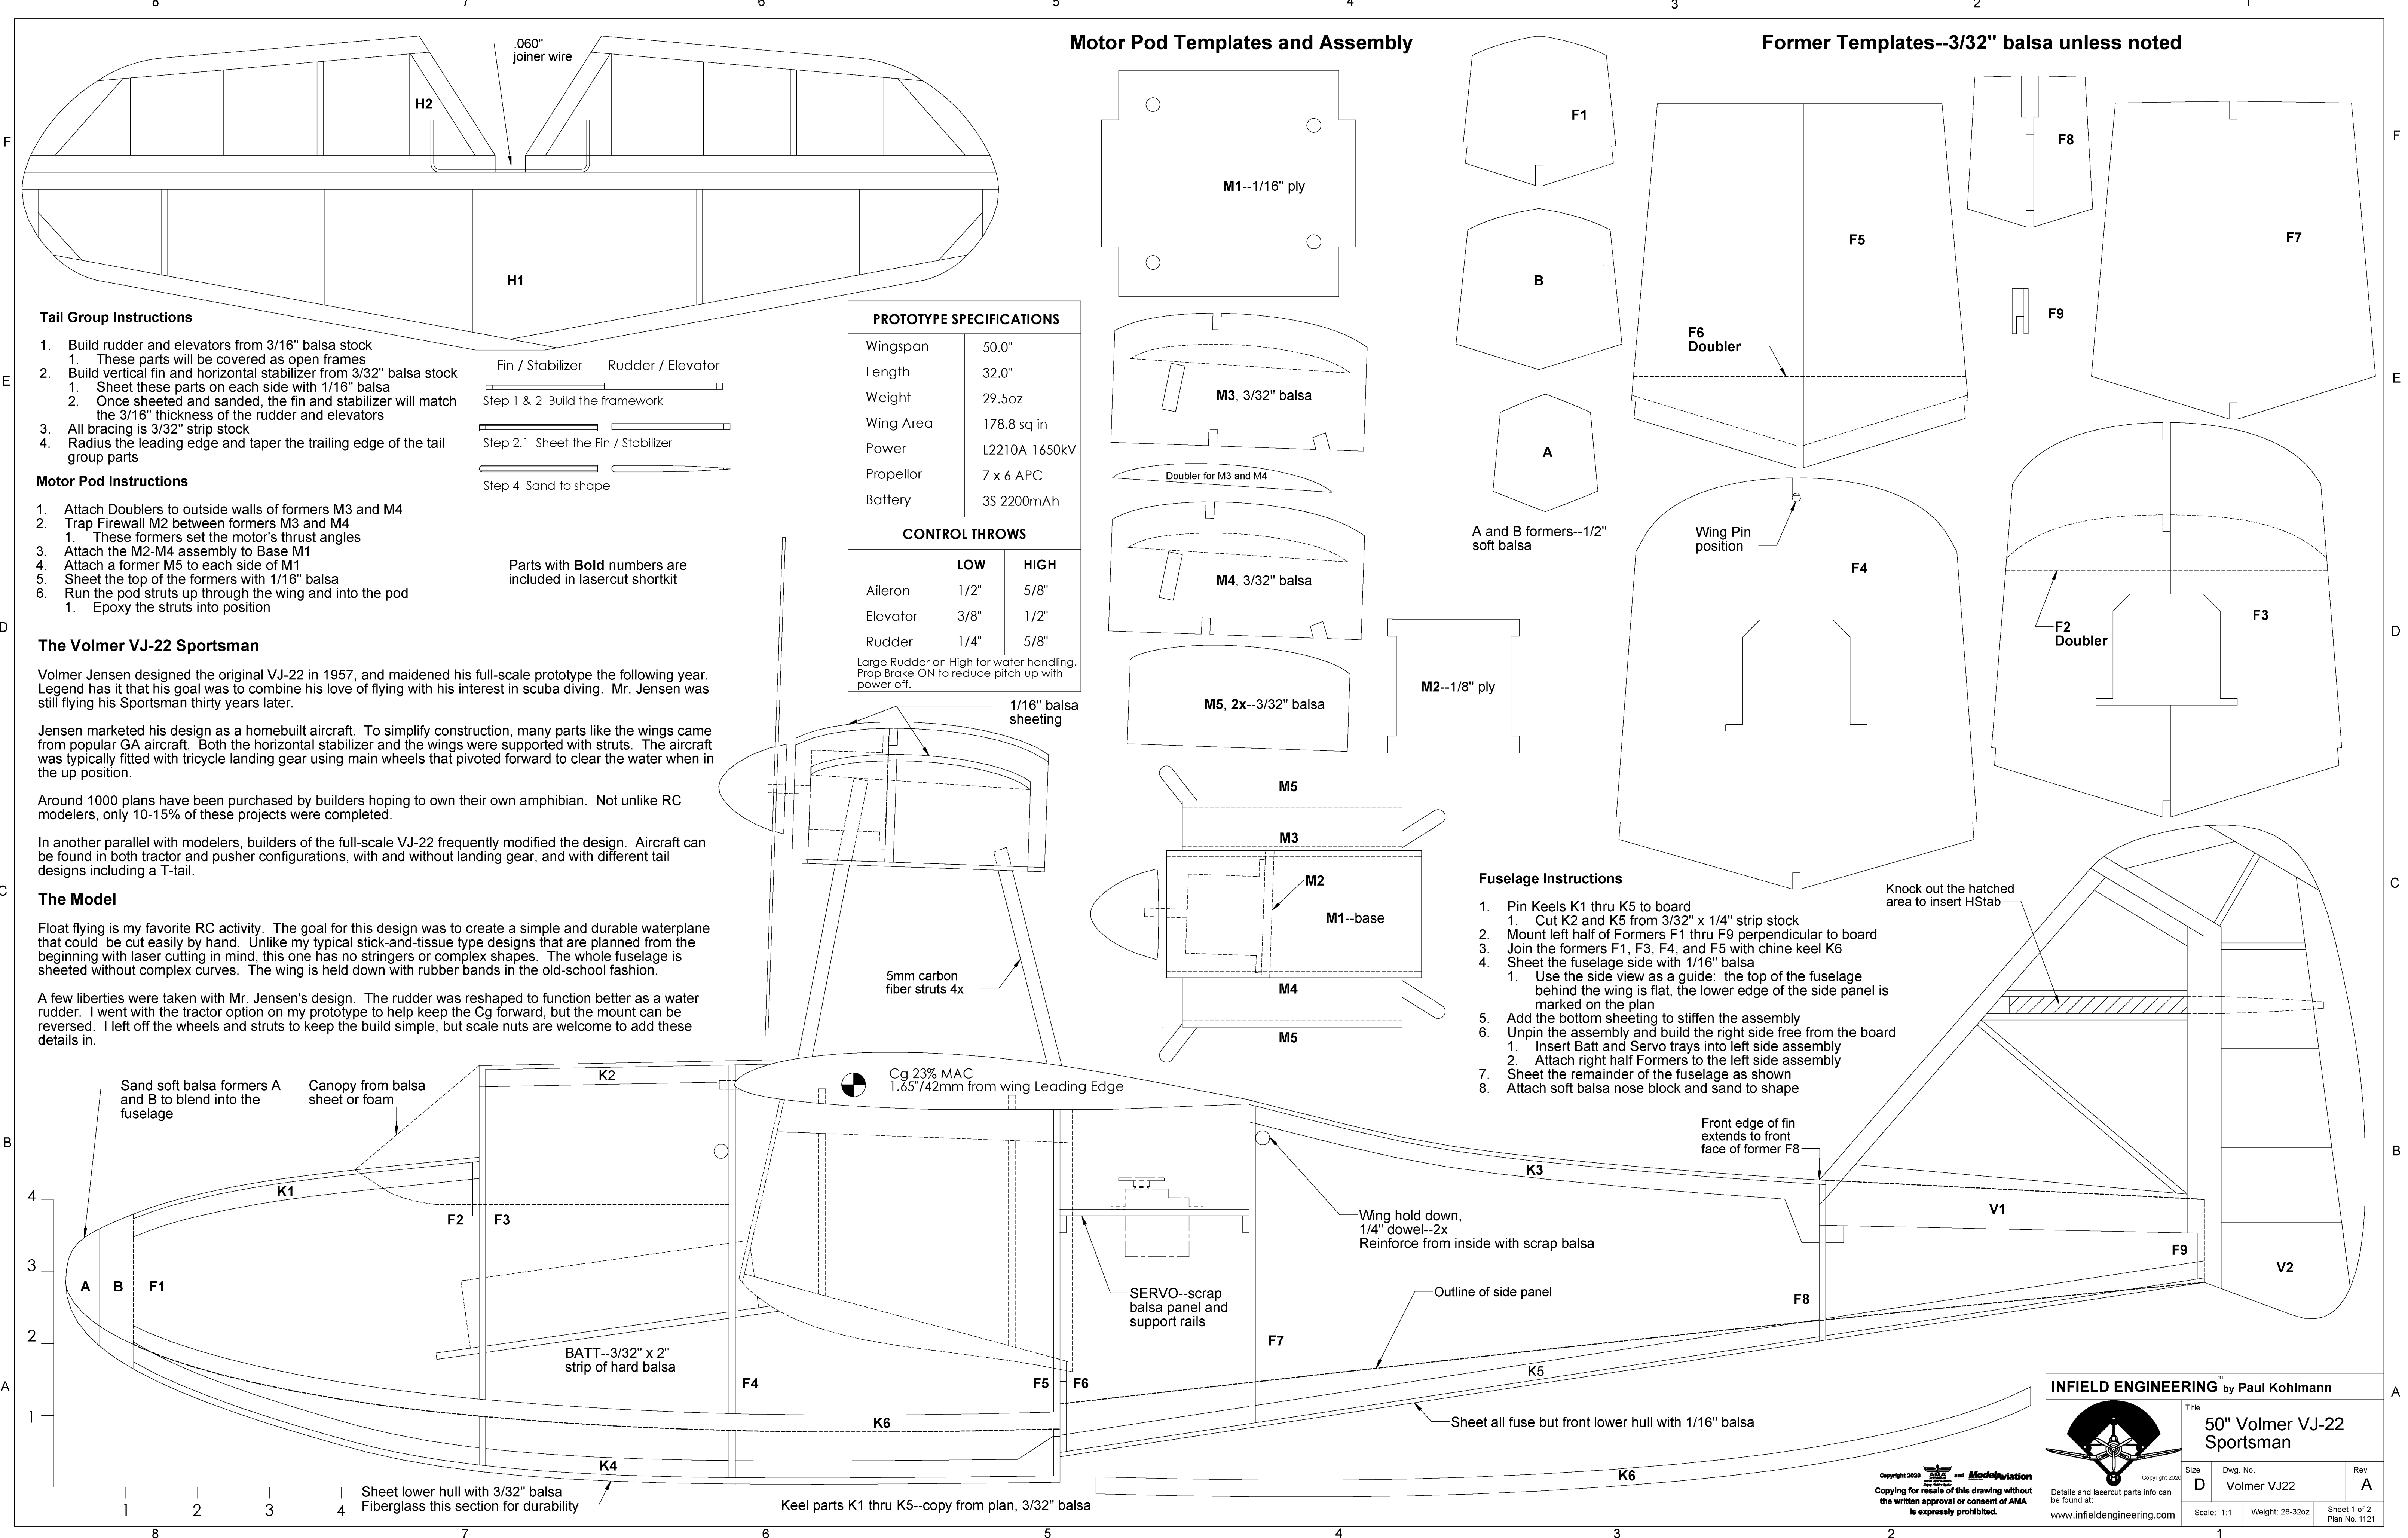 8 7 6 5 4 3 2 1
.060"
joiner wire
H2
H1
Motor Pod Templates and Assembly
Former Templates--3/32" balsa unless noted
F
E
D
C
B
A
F
E
D
C
B
A
M1--1/16" ply
M3, 3/32" balsa
Doubler for M3 and M4
M4, 3/32" balsa
M5, 2x--3/32" balsa
M2--1/8" ply
F1
B
A
A and B formers--1/2"
soft balsa
F5
F6
Doubler
F8
F9
F7
Wing Pin
position
F4
F2
Doubler
F3
Tail Group Instructions
1. Build rudder and elevators from 3/16" balsa stock
1. These parts will be covered as open frames
2. Build vertical fin and horizontal stabilizer from 3/32" balsa stock
1. Sheet these parts on each side with 1/16" balsa
2. Once sheeted and sanded, the fin and stabilizer will match
the 3/16" thickness of the rudder and elevators
3. All bracing is 3/32" strip stock
4. Radius the leading edge and taper the trailing edge of the tail
group parts
Fin / Stabilizer
Rudder / Elevator
Step 1 & 2 Build the framework
Step 2.1 Sheet the Fin / Stabilizer
Step 4 Sand to shape
Motor Pod Instructions
1. Attach Doublers to outside walls of formers M3 and M4
2. Trap Firewall M2 between formers M3 and M4
1. These formers set the motor's thrust angles
3. Attach the M2-M4 assembly to Base M1
4. Attach a former M5 to each side of M1
5. Sheet the top of the formers with 1/16" balsa
6. Run the pod struts up through the wing and into the pod
1. Epoxy the struts into position
Parts with Bold numbers are
included in lasercut shortkit
PROTOTYPE SPECIFICATIONS
Wingspan 50.0"
Length 32.0"
Weight 29.5oz
Wing Area 178.8 sq in
Power L2210A 1650kV
Propellor 7 x 6 APC
Battery 3S 2200mAh
CONTROL THROWS
LOW HIGH
Aileron 1/2" 5/8"
Elevator 3/8" 1/2"
Rudder 1/4" 5/8"
Large Rudder on High for water handling.
Prop Brake ON to reduce pitch up with
power off.
The Volmer VJ-22 Sportsman
Volmer Jensen designed the original VJ-22 in 1957, and maidened his full-scale prototype the following year.
Legend has it that his goal was to combine his love of flying with his interest in scuba diving. Mr. Jensen was
still flying his Sportsman thirty years later.
Jensen marketed his design as a homebuilt aircraft. To simplify construction, many parts like the wings came
from popular GA aircraft. Both the horizontal stabilizer and the wings were supported with struts. The aircraft
was typically fitted with tricycle landing gear using main wheels that pivoted forward to clear the water when in
the up position.
Around 1000 plans have been purchased by builders hoping to own their own amphibian. Not unlike RC
modelers, only 10-15% of these projects were completed.
In another parallel with modelers, builders of the full-scale VJ-22 frequently modified the design. Aircraft can
be found in both tractor and pusher configurations, with and without landing gear, and with different tail
designs including a T-tail.
The Model
Float flying is my favorite RC activity. The goal for this design was to create a simple and durable waterplane
that could be cut easily by hand. Unlike my typical stick-and-tissue type designs that are planned from the
beginning with laser cutting in mind, this one has no stringers or complex shapes. The whole fuselage is
sheeted without complex curves. The wing is held down with rubber bands in the old-school fashion.
A few liberties were taken with Mr. Jensen's design. The rudder was reshaped to function better as a water
rudder. I went with the tractor option on my prototype to help keep the Cg forward, but the mount can be
reversed. I left off the wheels and struts to keep the build simple, but scale nuts are welcome to add these
details in.
1/16" balsa
sheeting
5mm carbon
fiber struts 4x
M5
M3
M2
M1--base
M4
M5
Fuselage Instructions
1. Pin Keels K1 thru K5 to board
1. Cut K2 and K5 from 3/32" x 1/4" strip stock
2. Mount left half of Formers F1 thru F9 perpendicular to board
3. Join the formers F1, F3, F4, and F5 with chine keel K6
4. Sheet the fuselage side with 1/16" balsa
1. Use the side view as a guide: the top of the fuselage
behind the wing is flat, the lower edge of the side panel is
marked on the plan
5. Add the bottom sheeting to stiffen the assembly
6. Unpin the assembly and build the right side free from the board
1. Insert Batt and Servo trays into left side assembly
2. Attach right half Formers to the left side assembly
7. Sheet the remainder of the fuselage as shown
8. Attach soft balsa nose block and sand to shape
Knock out the hatched
area to insert HStab
Sand soft balsa formers A
and B to blend into the
fuselage
Canopy from balsa
sheet or foam
K2
Cg 23% MAC
1.65"/42mm from wing Leading Edge
Front edge of fin
extends to front
face of former F8
K1
K3
F2
F3
V1
F9
V2
Wing hold down,
1/4" dowel--2x
Reinforce from inside with scrap balsa
A
B
F1
SERVO--scrap
balsa panel and
support rails
Outline of side panel
F8
F7
BATT--3/32" x 2"
strip of hard balsa
F4
F5
F6
K5
K6
K4
4
3
2
1
1 2 3 4
Sheet all fuse but front lower hull with 1/16" balsa
K6
Sheet lower hull with 3/32" balsa
Fiberglass this section for durability
Keel parts K1 thru K5--copy from plan, 3/32" balsa
Copyright 2020 AMA and Model Aviation
Copying for resale of this drawing without
the written approval or consent of AMA
is expressly prohibited.
INFIELD ENGINEERING tm by Paul Kohlmann
Title
50" Volmer VJ-22
Sportsman
Copyright 2020
Size
D
Dwg. No.
Volmer VJ22
Rev
A
Details and lasercut parts info can
be found at:
www.infieldengineering.com
Scale: 1:1
Weight: 28-32oz
Sheet 1 of 2
Plan No. 1121
8 7 6 5 4 3 2 1